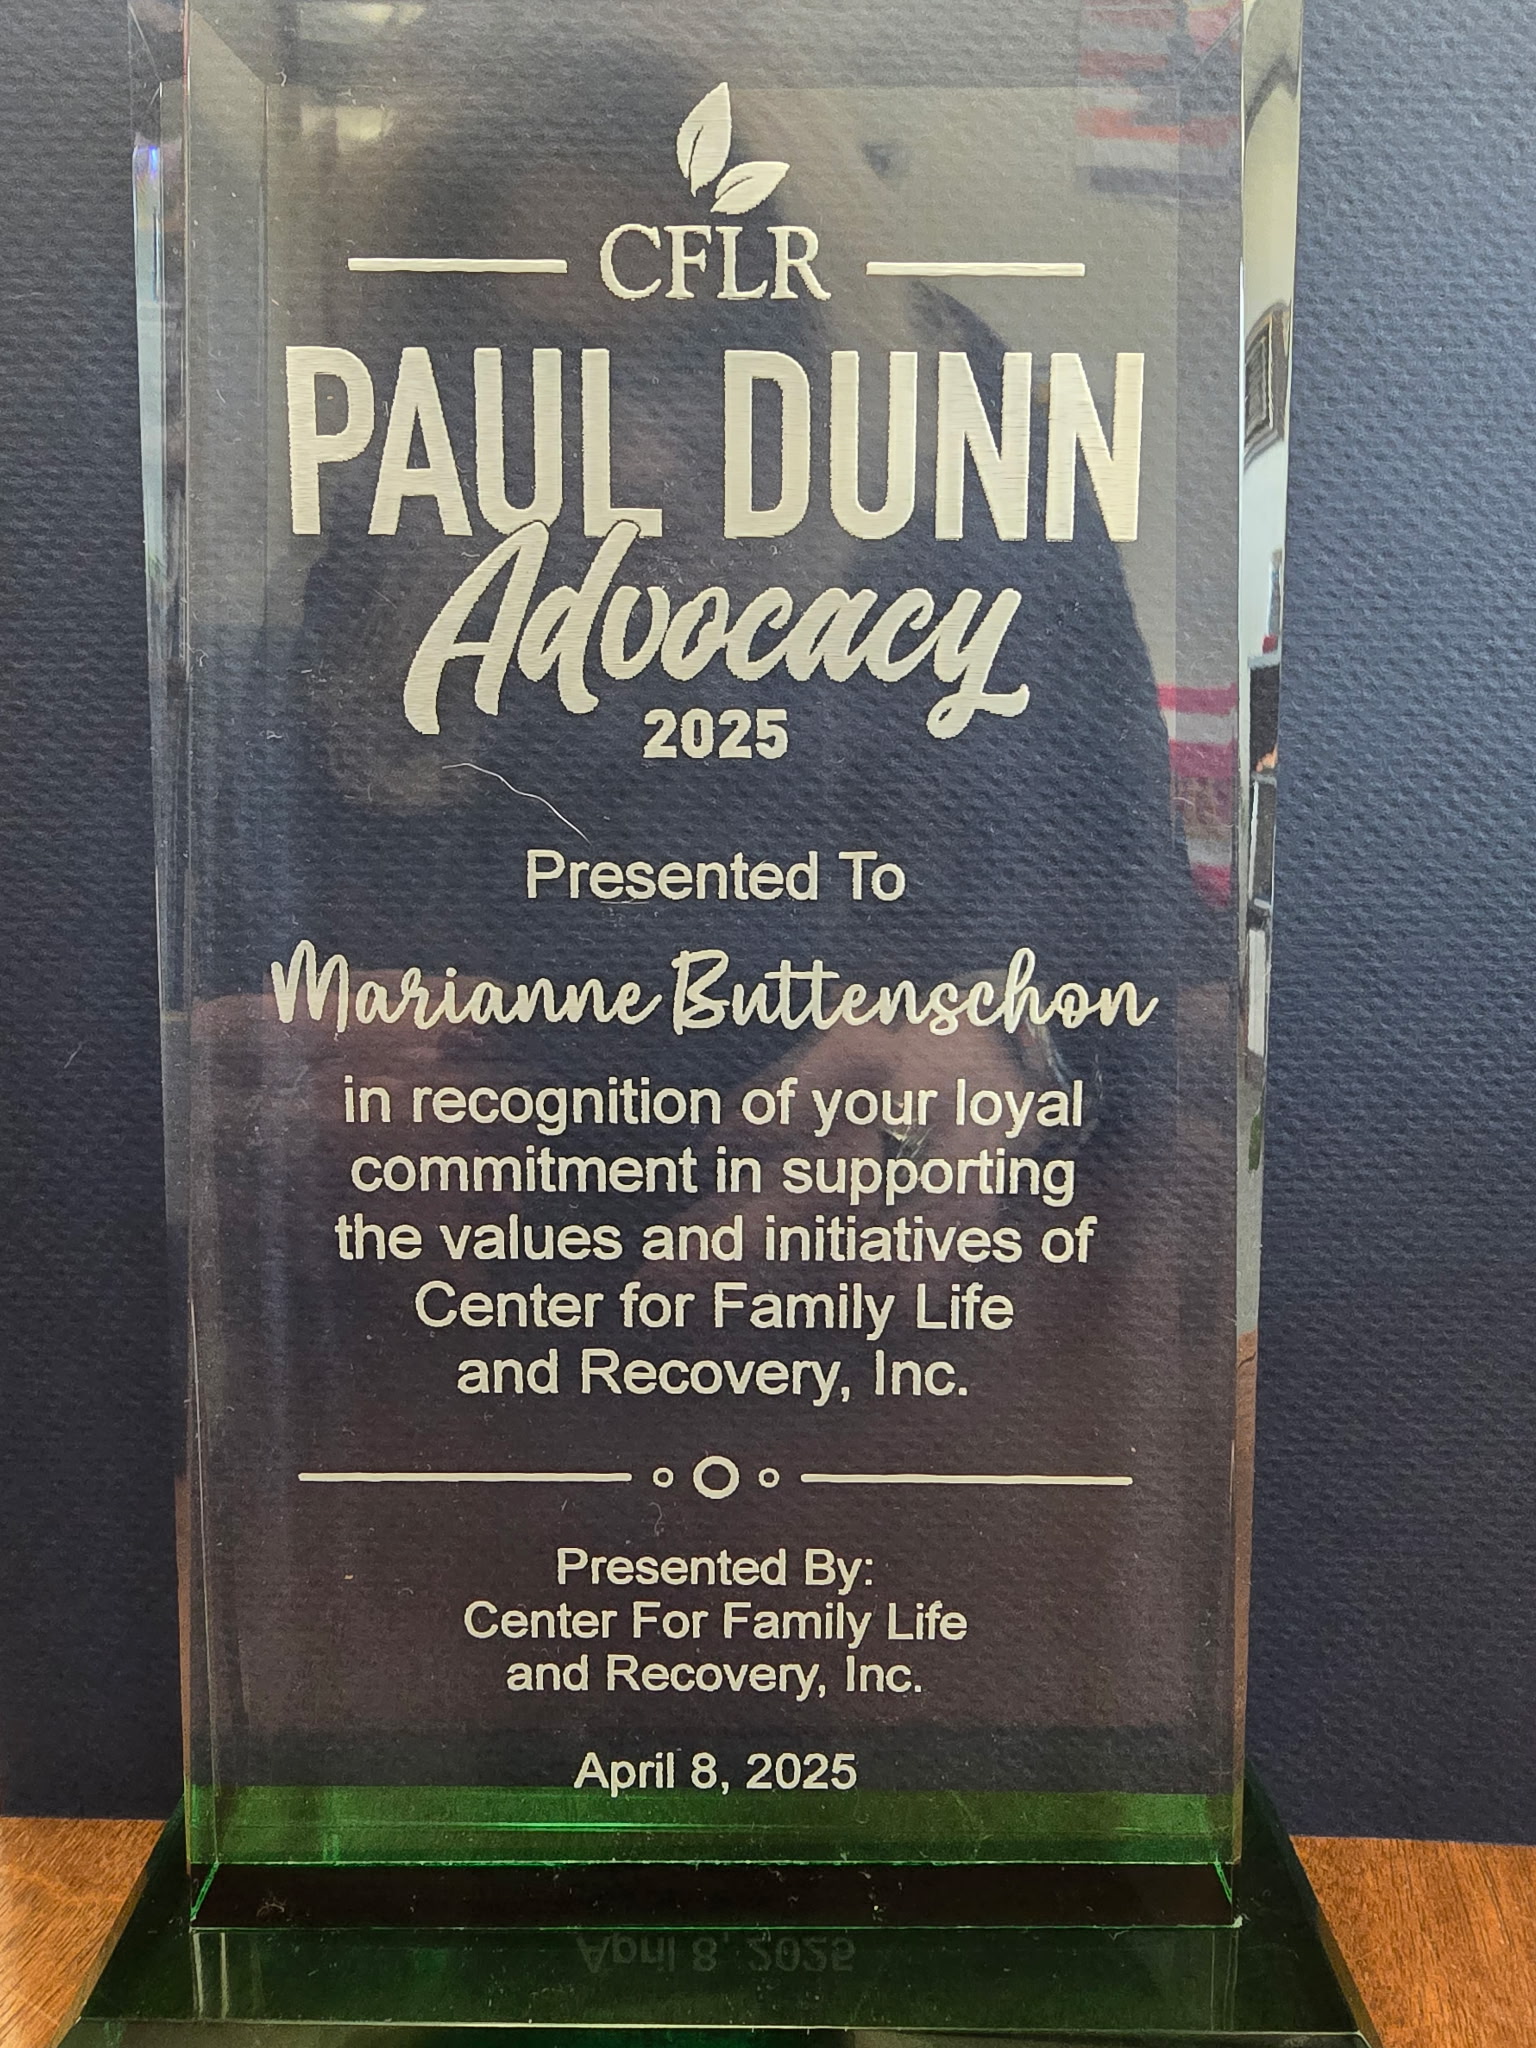 CFLR
PAUL DUNN
Advocacy
2025
Presented To
Marianne Buttenschon
in recognition of your loyal
commitment in supporting
the values and initiatives of
Center for Family Life
and Recovery, Inc.
Presented By:
Center For Family Life
and Recovery, Inc.
April 8, 2025